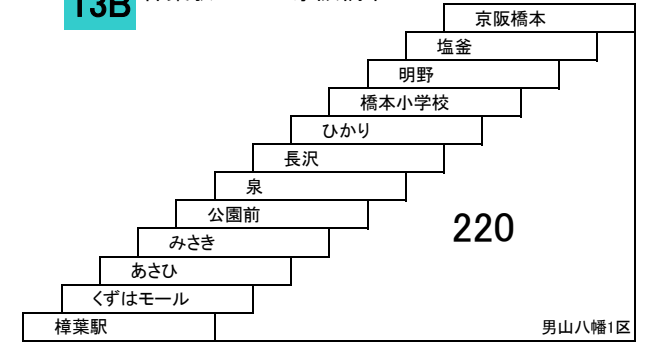 13B
京阪橋本
塩釜
明野
橋本小学校
ひかり
長沢
泉
公園前
220
みさき
あさひ
くずはモール
樟葉駅
男山八幡1区